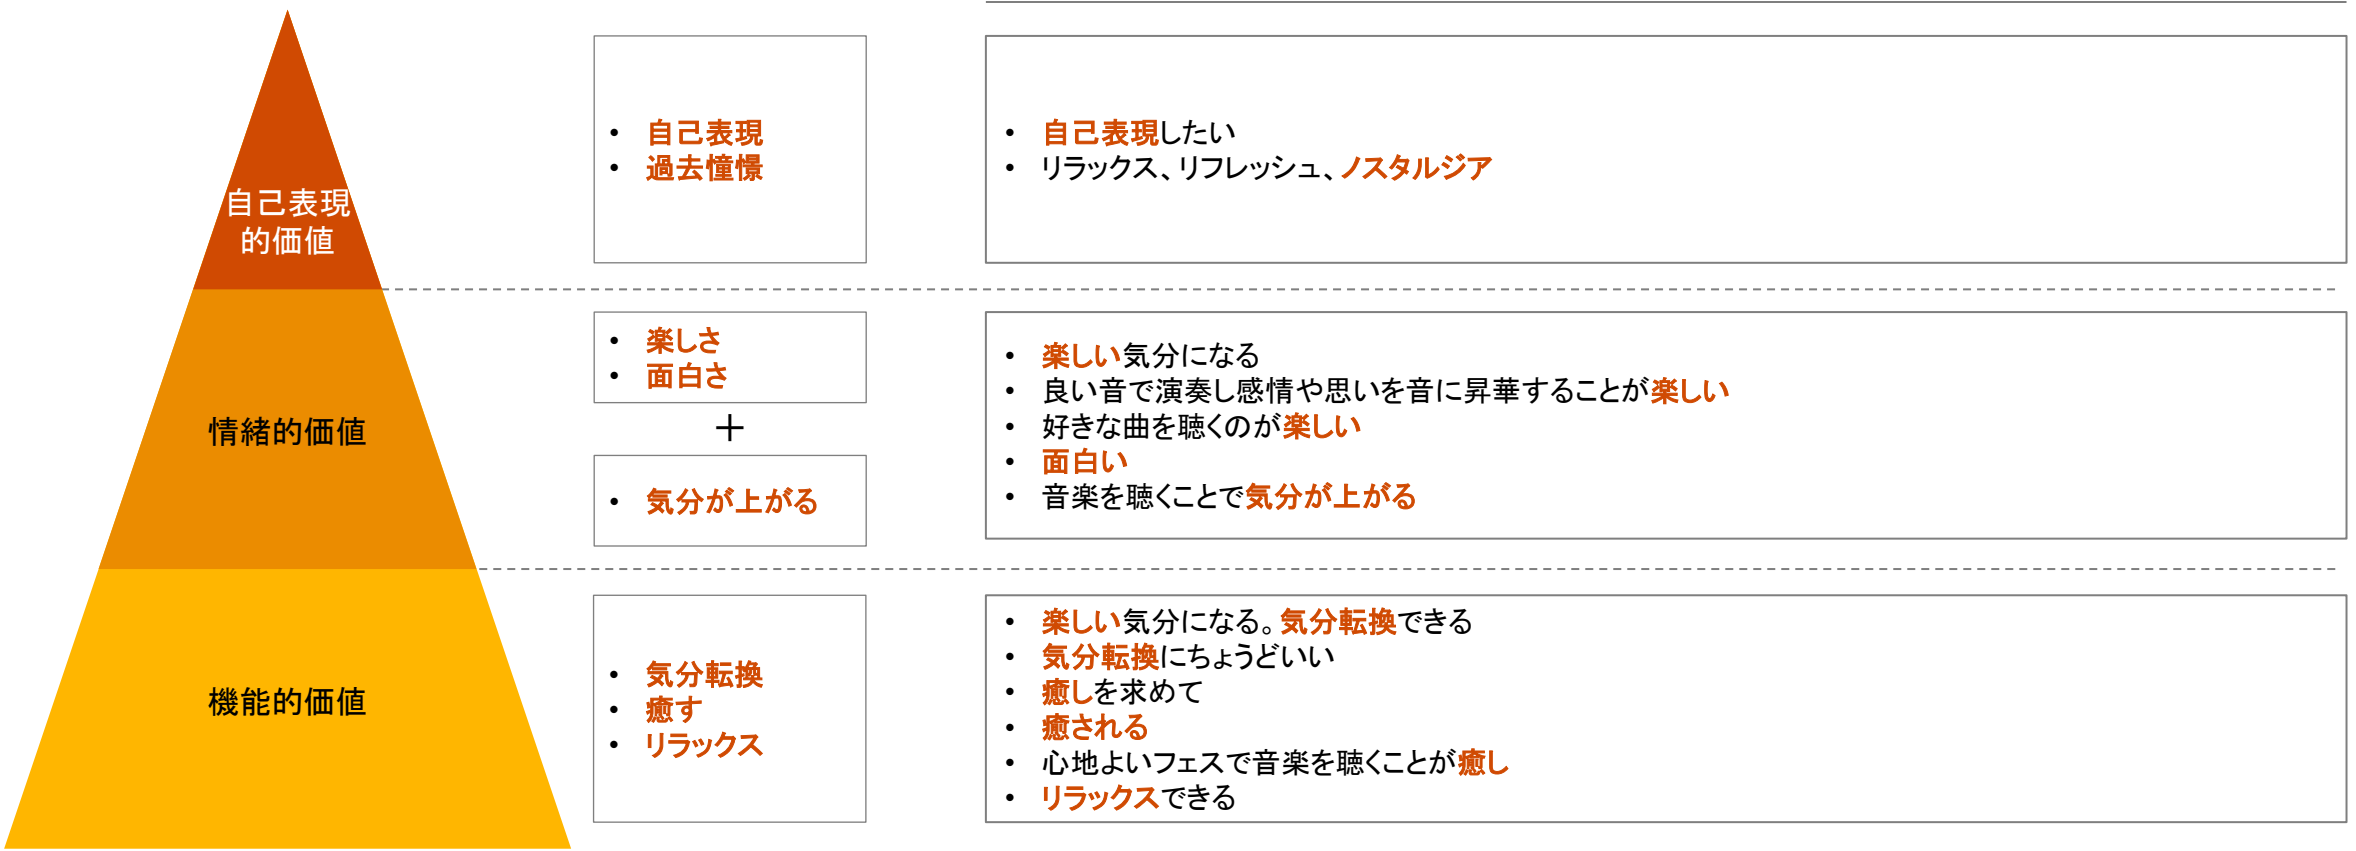 自己表現
的価値
• 自己表現
• 過去憧憬
• 自己表現したい
• リラックス、リフレッシュ、ノスタルジア
情緒的価値
• 楽しさ
• 面白さ
＋
• 気分が上がる
• 楽しい気分になる
• 良い音で演奏し感情や思いを音に昇華することが楽しい
• 好きな曲を聴くのが楽しい
• 面白い
• 音楽を聴くことで気分が上がる
機能的価値
• 気分転換
• 癒す
• リラックス
• 楽しい気分になる。気分転換できる
• 気分転換にちょうどいい
• 癒しを求めて
• 癒される
• 心地よいフェスで音楽を聴くことが癒し
• リラックスできる